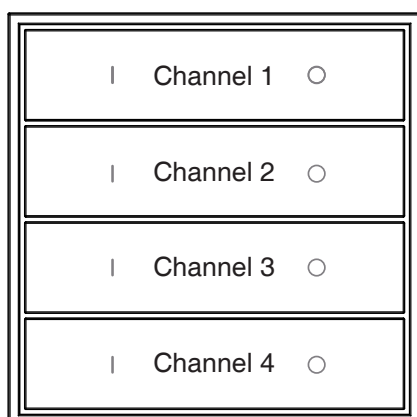 | Channel 1 ○
| Channel 2 ○
| Channel 3 ○
| Channel 4 ○